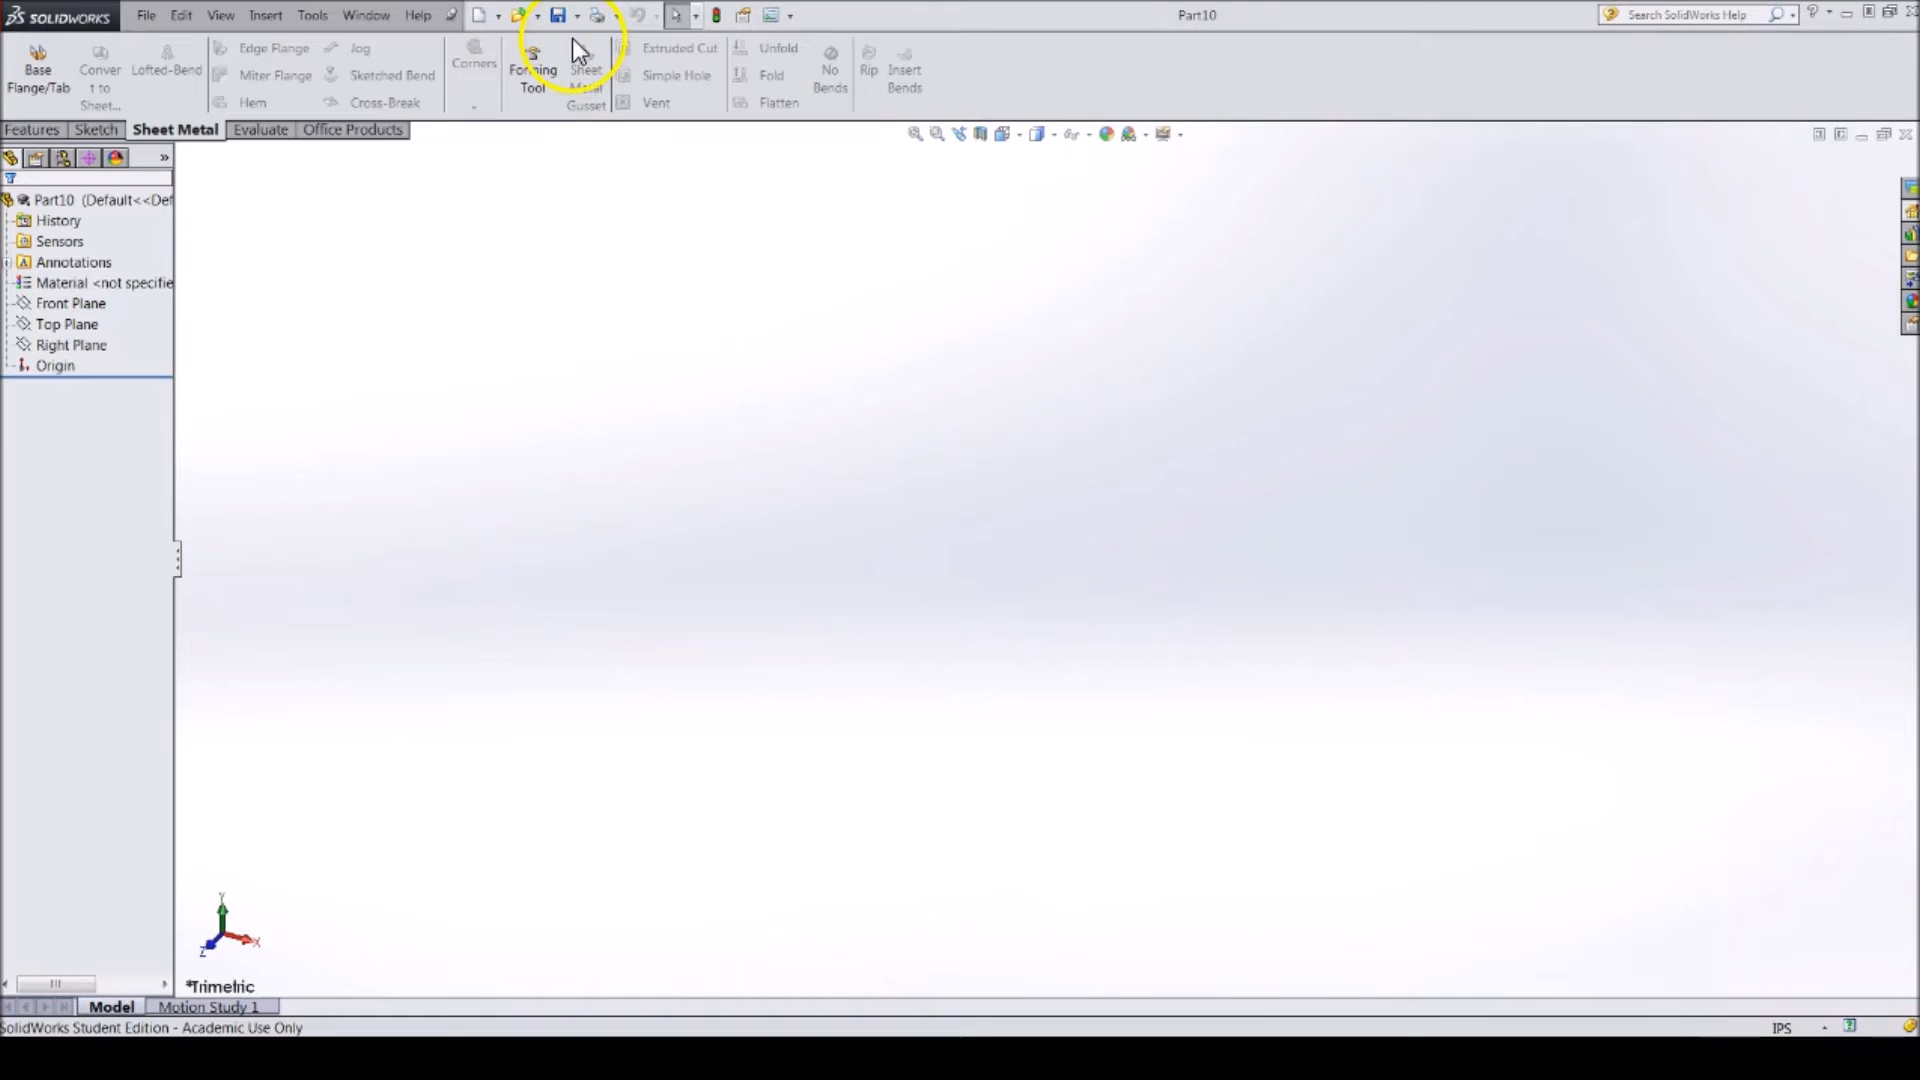 SOLIDWORKS File Edit View Insert Tools Window Help Part10 Search SolidWorks Help
Base Flange/Tab
Conver t to Sheet...
Lofted-Bend
Edge Flange
Miter Flange
Hem
Jog
Sketched Bend
Cross-Break
Corners
Forming Tool
Sheet Metal Gusset
Extruded Cut
Simple Hole
Vent
Unfold
Fold
Flatten
No Bends
Rip
Insert Bends
Features Sketch Sheet Metal Evaluate Office Products
Part10 (Default<<Def
History
Sensors
Annotations
Material <not specifie
Front Plane
Top Plane
Right Plane
Origin
Y
X
Z
*Trimetric
Model Motion Study 1
SolidWorks Student Edition - Academic Use Only IPS